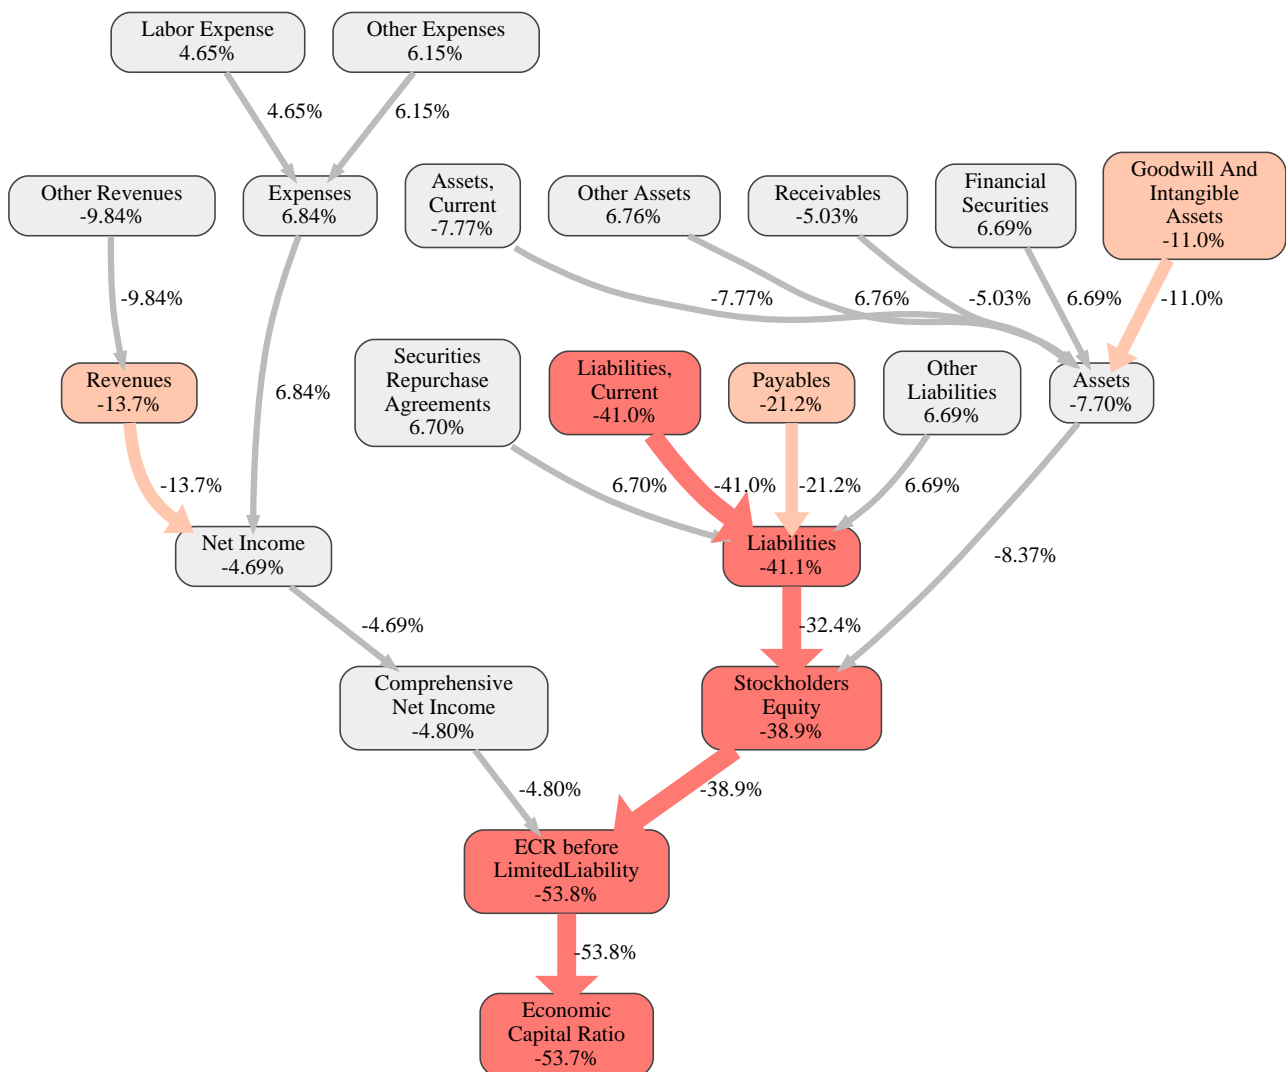 Labor Expense
4.65%
Other Expenses
6.15%
4.65%
6.15%
Other Revenues
-9.84%
Expenses
6.84%
Assets,
Current
-7.77%
Other Assets
6.76%
Receivables
-5.03%
Financial
Securities
6.69%
Goodwill And
Intangible
Assets
-11.0%
-9.84%
-7.77%
6.76%
-5.03%
6.69%
-11.0%
Revenues
-13.7%
6.84%
Securities
Repurchase
Agreements
6.70%
Liabilities,
Current
-41.0%
Payables
-21.2%
Other
Liabilities
6.69%
Assets
-7.70%
-13.7%
6.70%
-41.0%
-21.2%
6.69%
Net Income
-4.69%
Liabilities
-41.1%
-8.37%
-4.69%
-32.4%
Comprehensive
Net Income
-4.80%
Stockholders
Equity
-38.9%
-4.80%
-38.9%
ECR before
LimitedLiability
-53.8%
-53.8%
Economic
Capital Ratio
-53.7%